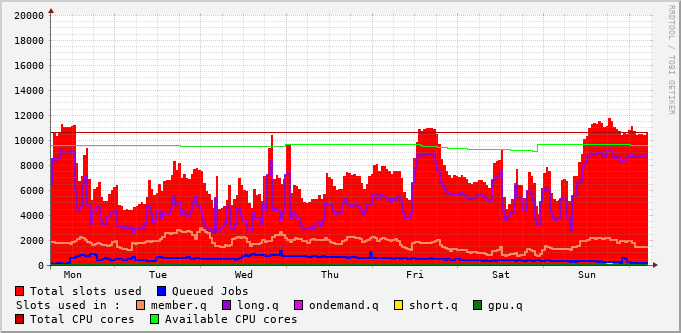 RRDTOOL / TOBI OETIKER
20000
18000
16000
14000
12000
10000
8000
6000
4000
2000
0
Mon Tue Wed Thu Fri Sat Sun
Total slots used Queued Jobs
Slots used in : member.q long.q ondemand.q short.q gpu.q
Total CPU cores Available CPU cores